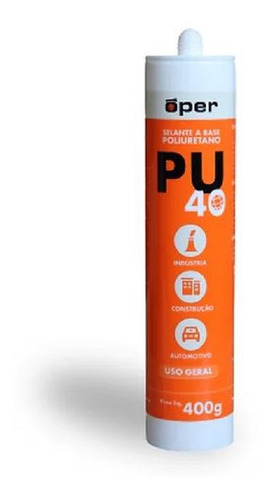 öper
SELANTE A BASE
POLIURETANO
PU
40
INDÚSTRIA
CONSTRUÇÃO
AUTOMOTIVO
USO GERAL
400g